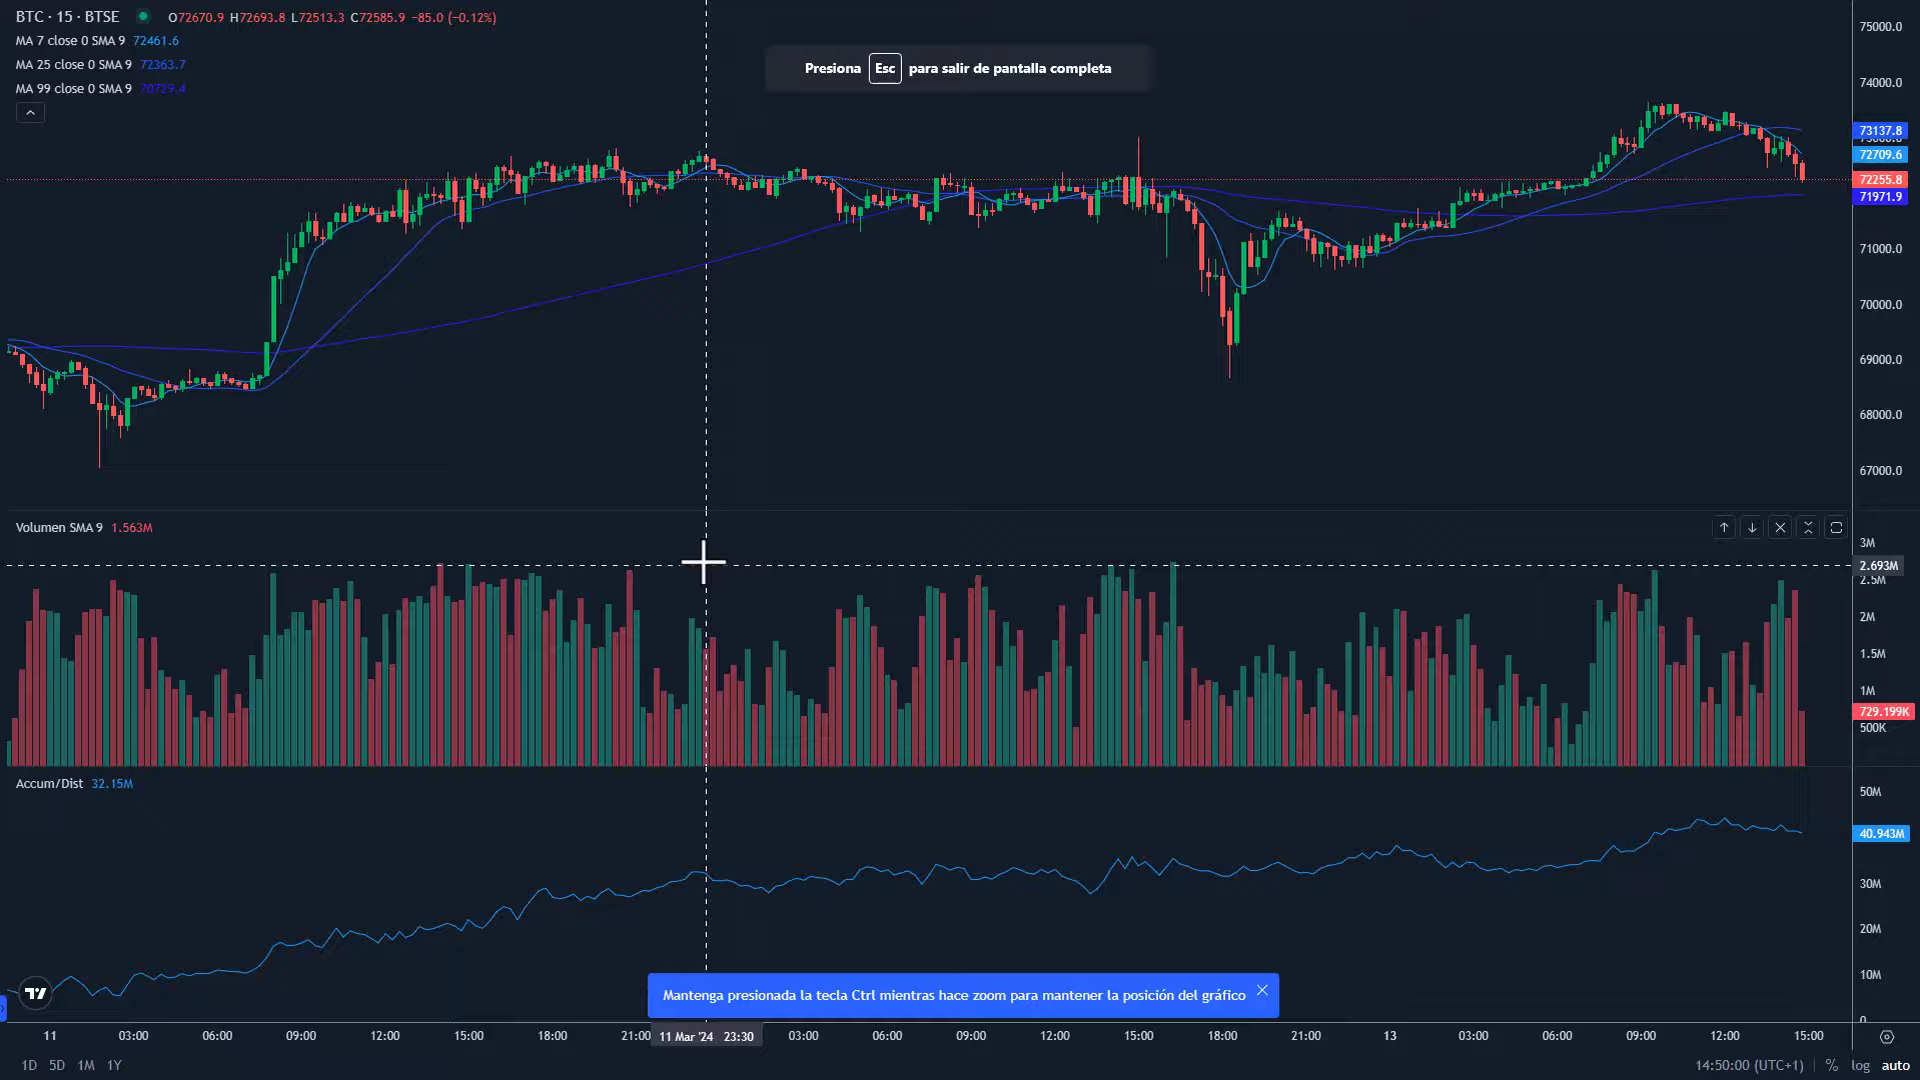 BTC · 15 · BTSE O72670.9 H72693.8 L72513.3 C72585.9 −85.0 (−0.12%)
MA 7 close 0 SMA 9 72461.6
MA 25 close 0 SMA 9 72363.7
MA 99 close 0 SMA 9 70729.4
Presiona Esc para salir de pantalla completa
75000.0
74000.0
73137.8
72709.6
72255.8
71971.9
71000.0
70000.0
69000.0
68000.0
67000.0
Volumen SMA 9 1.563M
3M
2.693M
2.5M
2M
1.5M
1M
729.199K
500K
Accum/Dist 32.15M
50M
40.943M
30M
20M
10M
0
Mantenga presionada la tecla Ctrl mientras hace zoom para mantener la posición del gráfico
11 03:00 06:00 09:00 12:00 15:00 18:00 21:00 11 Mar '24 23:30 03:00 06:00 09:00 12:00 15:00 18:00 21:00 13 03:00 06:00 09:00 12:00 15:00
1D 5D 1M 1Y 14:50:00 (UTC+1) % log auto